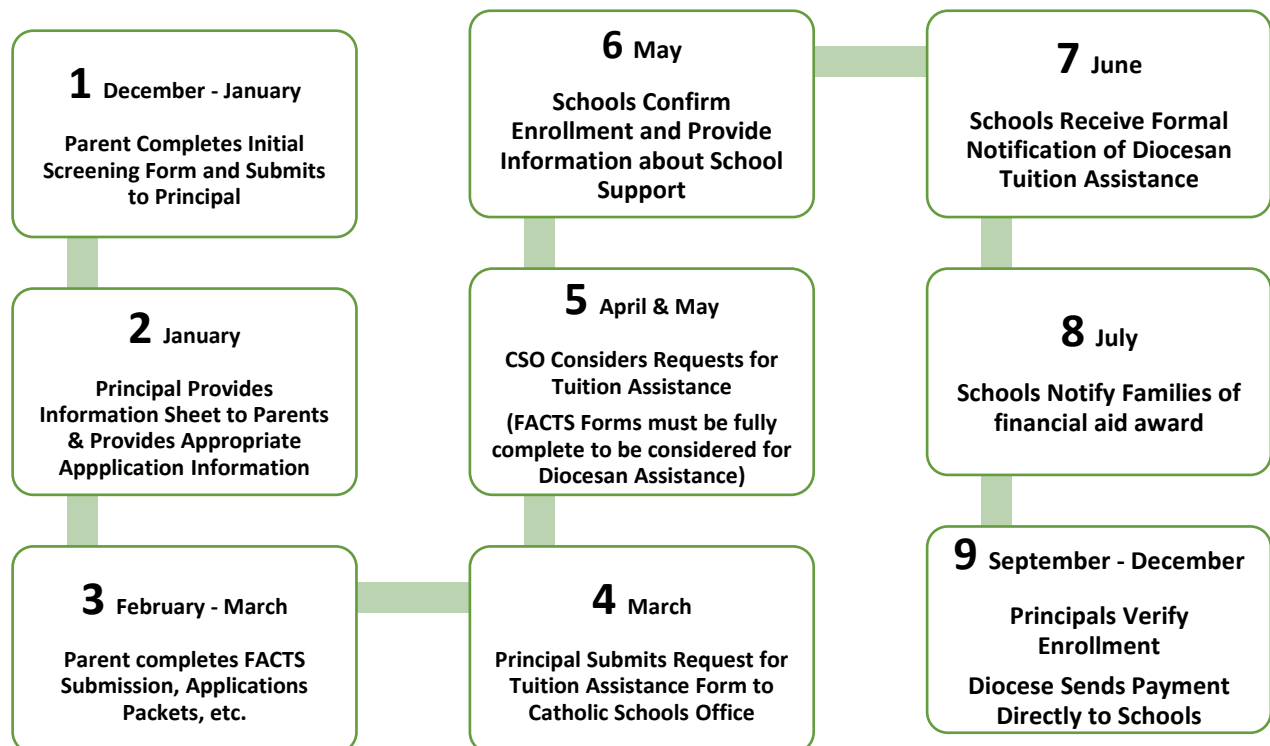 1 December - January
Parent Completes Initial
Screening Form and Submits
to Principal
2 January
Principal Provides
Information Sheet to Parents
& Provides Appropriate
Appplication Information
3 February - March
Parent completes FACTS
Submission, Applications
Packets, etc.
4 March
Principal Submits Request for
Tuition Assistance Form to
Catholic Schools Office
5 April & May
CSO Considers Requests for
Tuition Assistance
(FACTS Forms must be fully
complete to be considered for
Diocesan Assistance)
6 May
Schools Confirm
Enrollment and Provide
Information about School
Support
7 June
Schools Receive Formal
Notification of Diocesan
Tuition Assistance
8 July
Schools Notify Families of
financial aid award
9 September - December
Principals Verify
Enrollment
Diocese Sends Payment
Directly to Schools